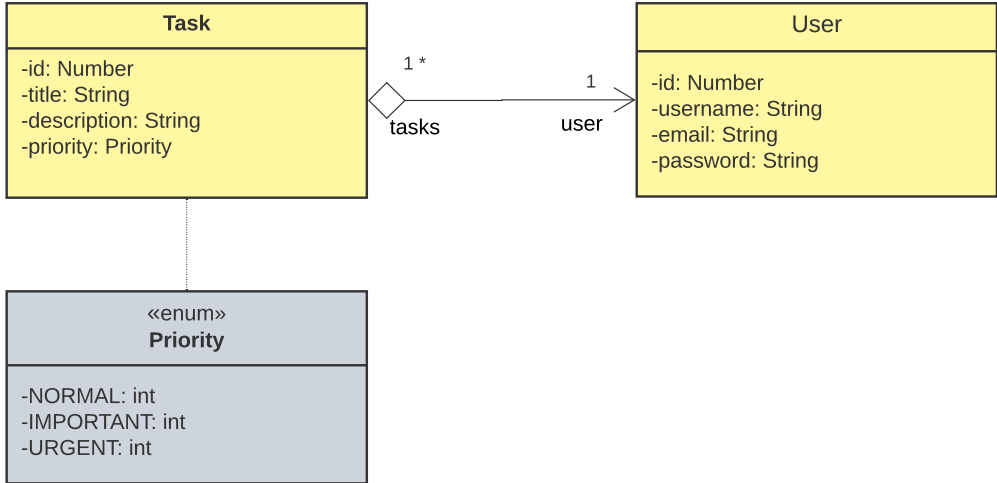 Task
-id: Number
-title: String
-description: String
-priority: Priority
1 *
tasks
1
user
User
-id: Number
-username: String
-email: String
-password: String
«enum»
Priority
-NORMAL: int
-IMPORTANT: int
-URGENT: int